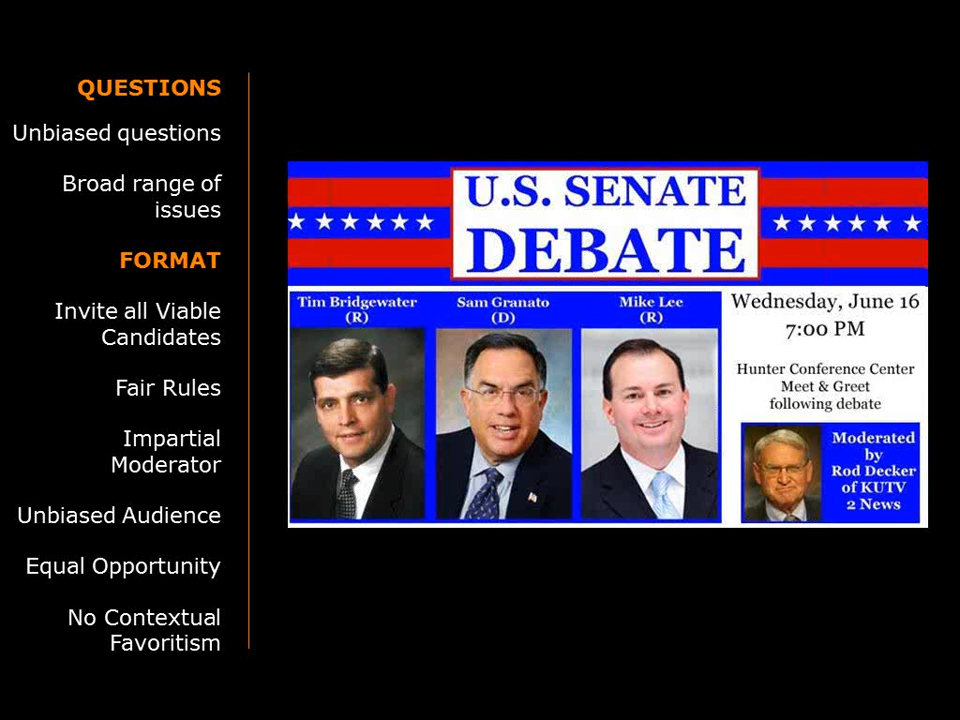 QUESTIONS
Unbiased questions
Broad range of
issues
FORMAT
Invite all Viable
Candidates
Fair Rules
Impartial
Moderator
Unbiased Audience
Equal Opportunity
No Contextual
Favoritism
U.S. SENATE
DEBATE
Tim Bridgewater
(R)
Sam Granato
(D)
Mike Lee
(R)
Wednesday, June 16
7:00 PM
Hunter Conference Center
Meet & Greet
following debate
Moderated
by
Rod Decker
of KUTV
2 News